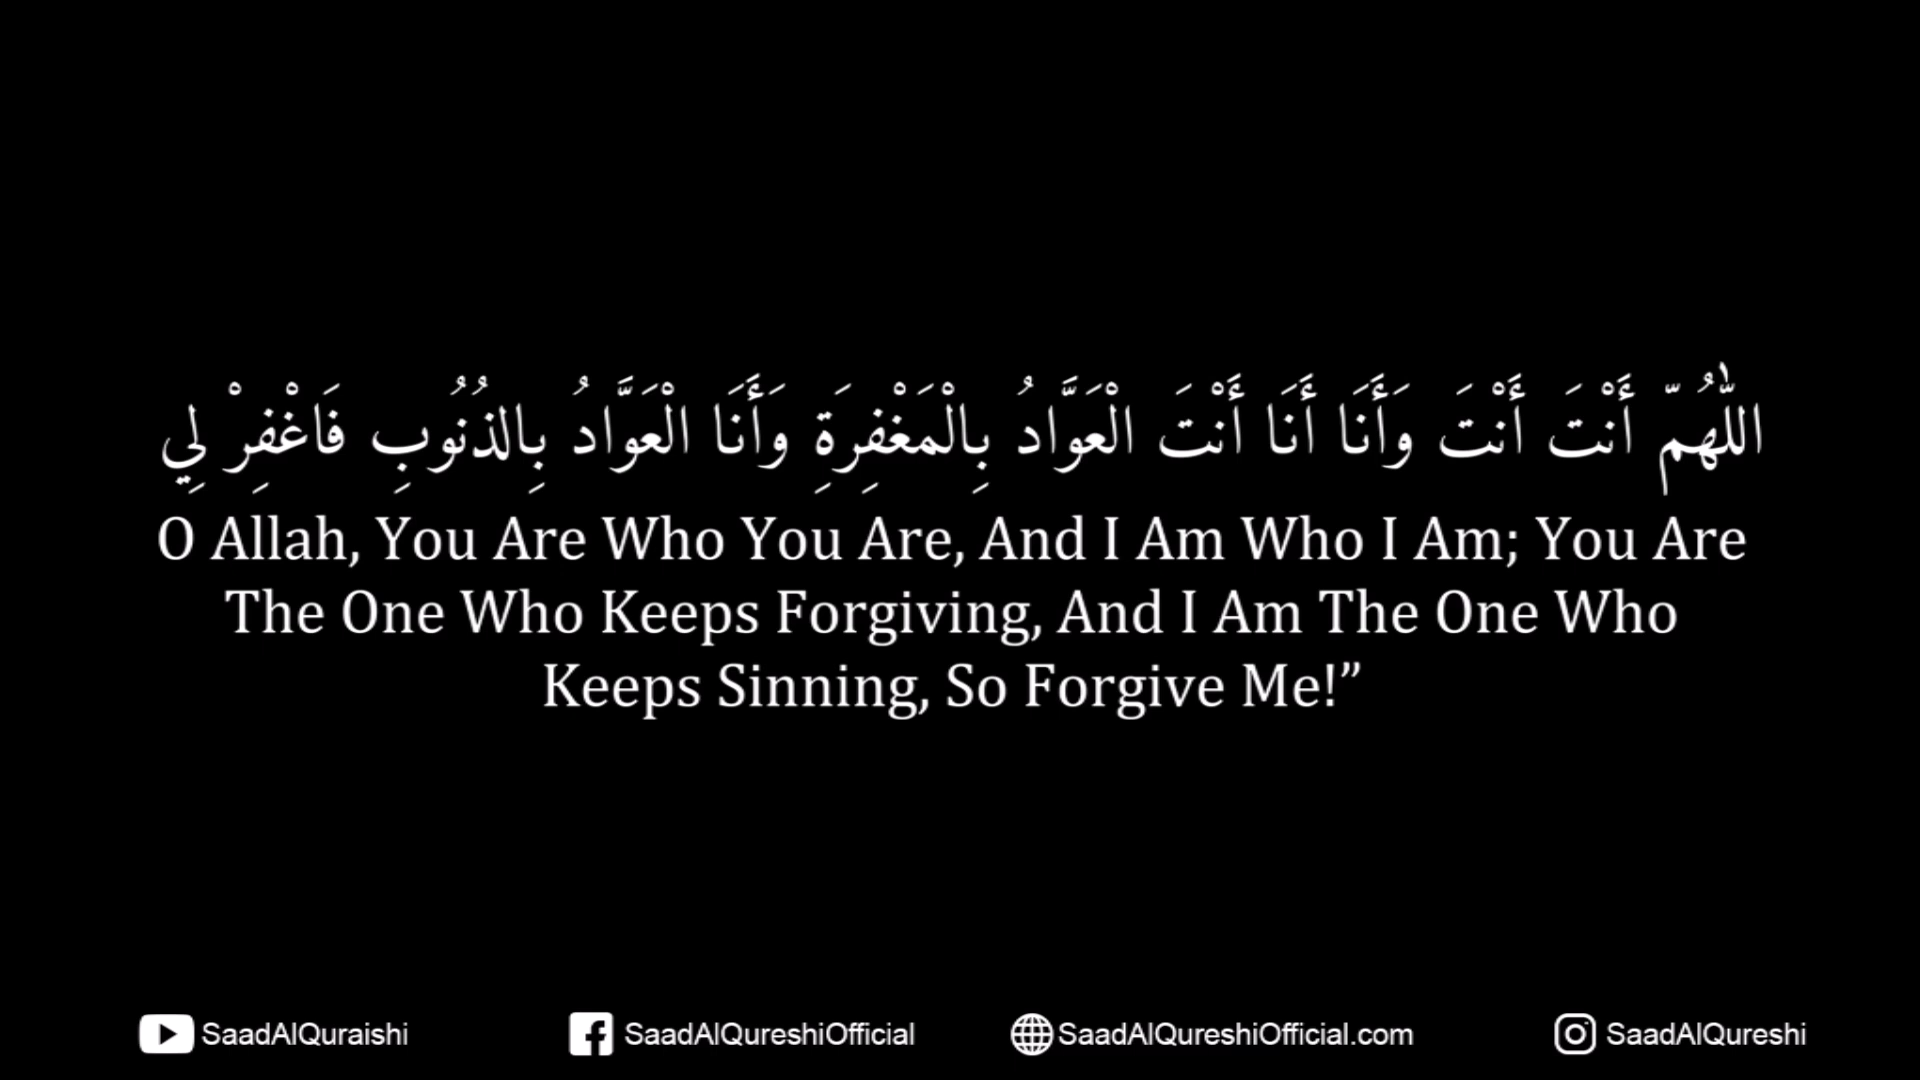 اللّٰهُمّ أَنْتَ أَنْتَ وَأَنَا أَنَا أَنْتَ الْعَوَّادُ بِالْمَغْفِرَةِ وَأَنَا الْعَوَّادُ بِالذُنُوبِ فَاغْفِرْ لِي
O Allah, You Are Who You Are, And I Am Who I Am; You Are
The One Who Keeps Forgiving, And I Am The One Who
Keeps Sinning, So Forgive Me!”
SaadAlQuraishi SaadAlQureshiOfficial SaadAlQureshiOfficial.com SaadAlQureshi